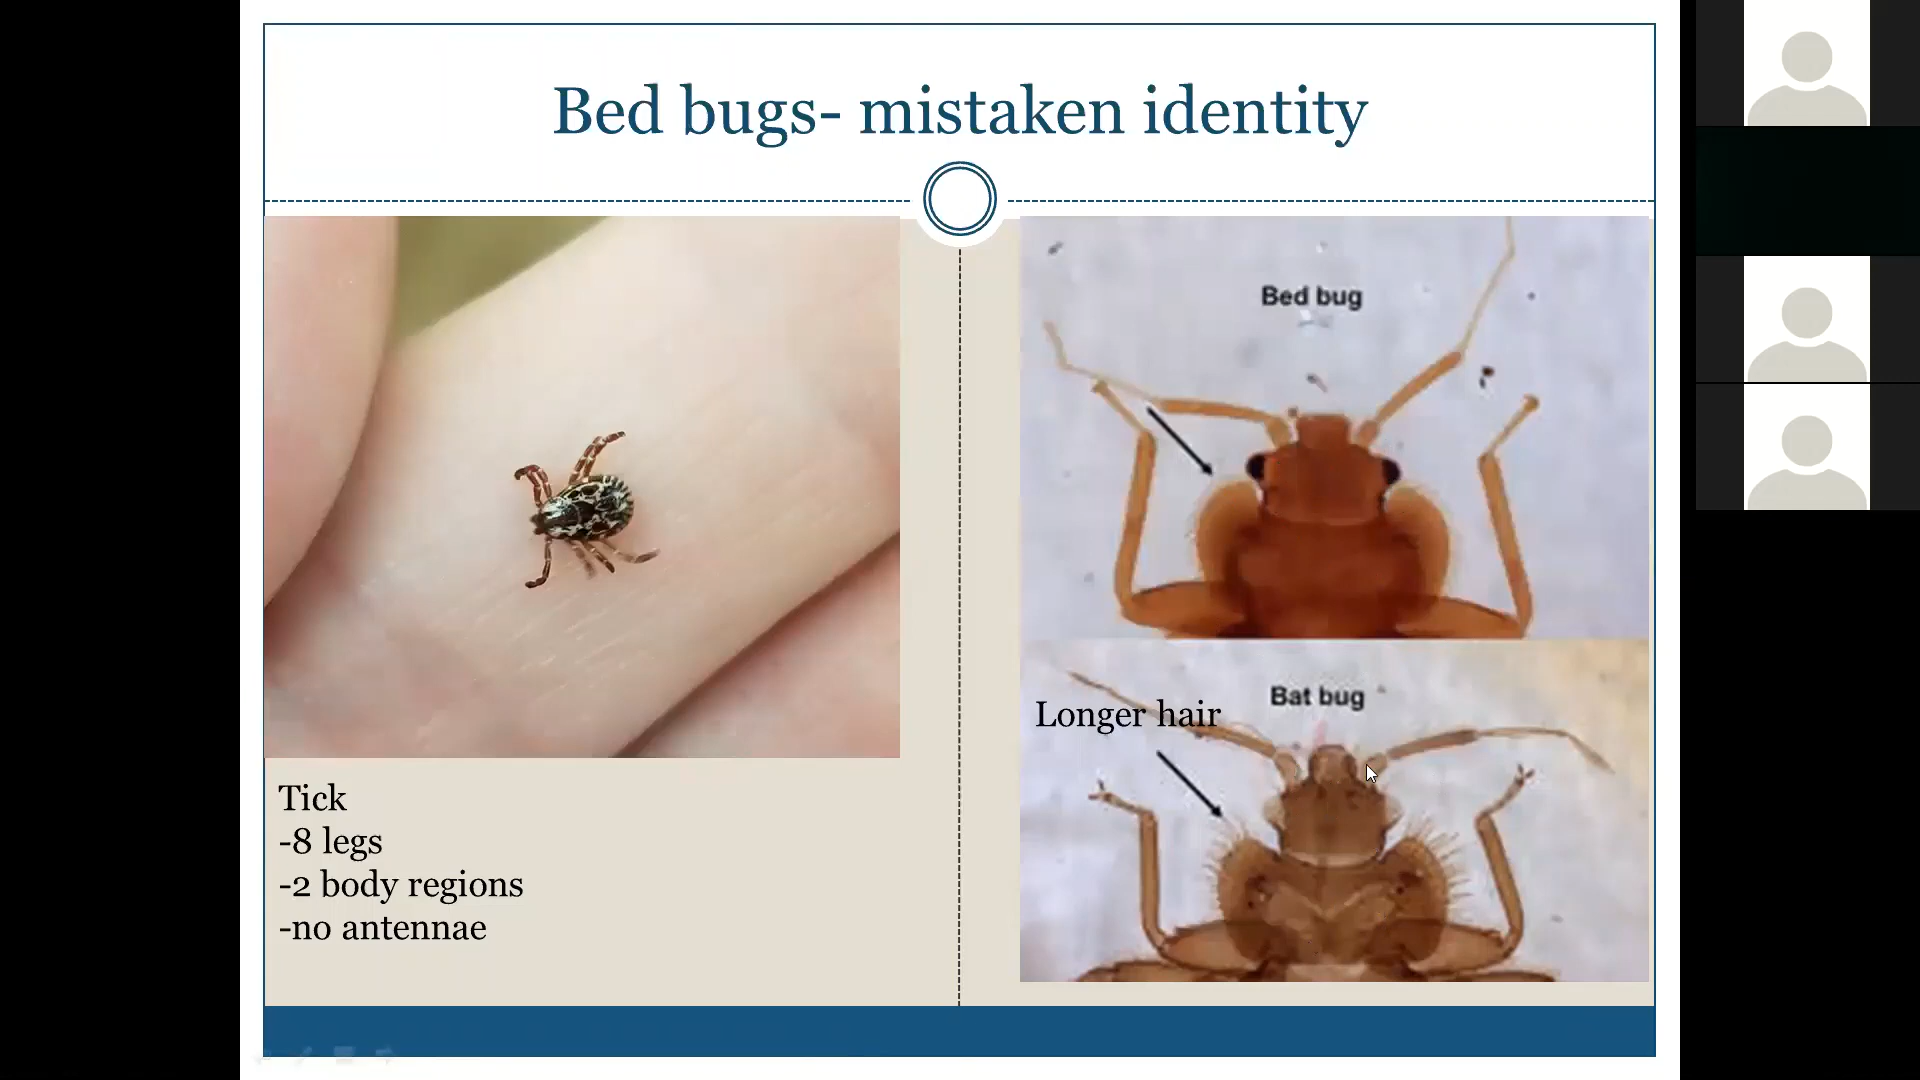 Bed bugs- mistaken identity
Tick
-8 legs
-2 body regions
-no antennae
Bed bug
Bat bug
Longer hair